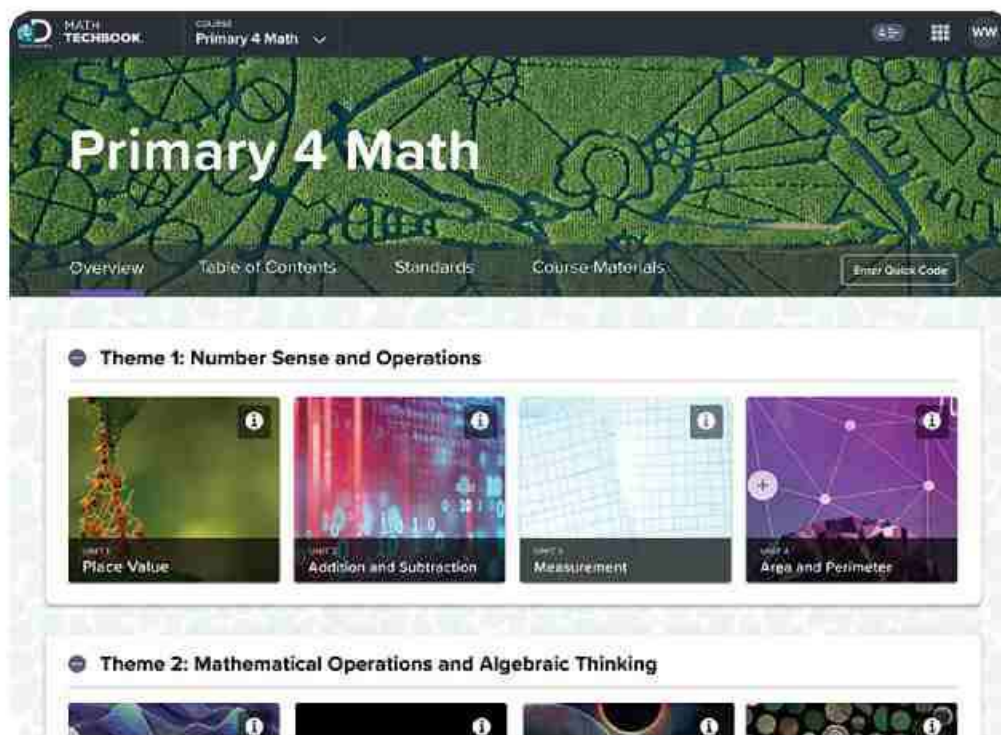 MATH
TECHBOOK.
COURSE
Primary 4 Math
WW
Primary 4 Math
Overview
Table of Contents
Standards
Course Materials
Enter Quick Code
Theme 1: Number Sense and Operations
UNIT 1
Place Value
UNIT 2
Addition and Subtraction
UNIT 3
Measurement
UNIT 4
Area and Perimeter
Theme 2: Mathematical Operations and Algebraic Thinking